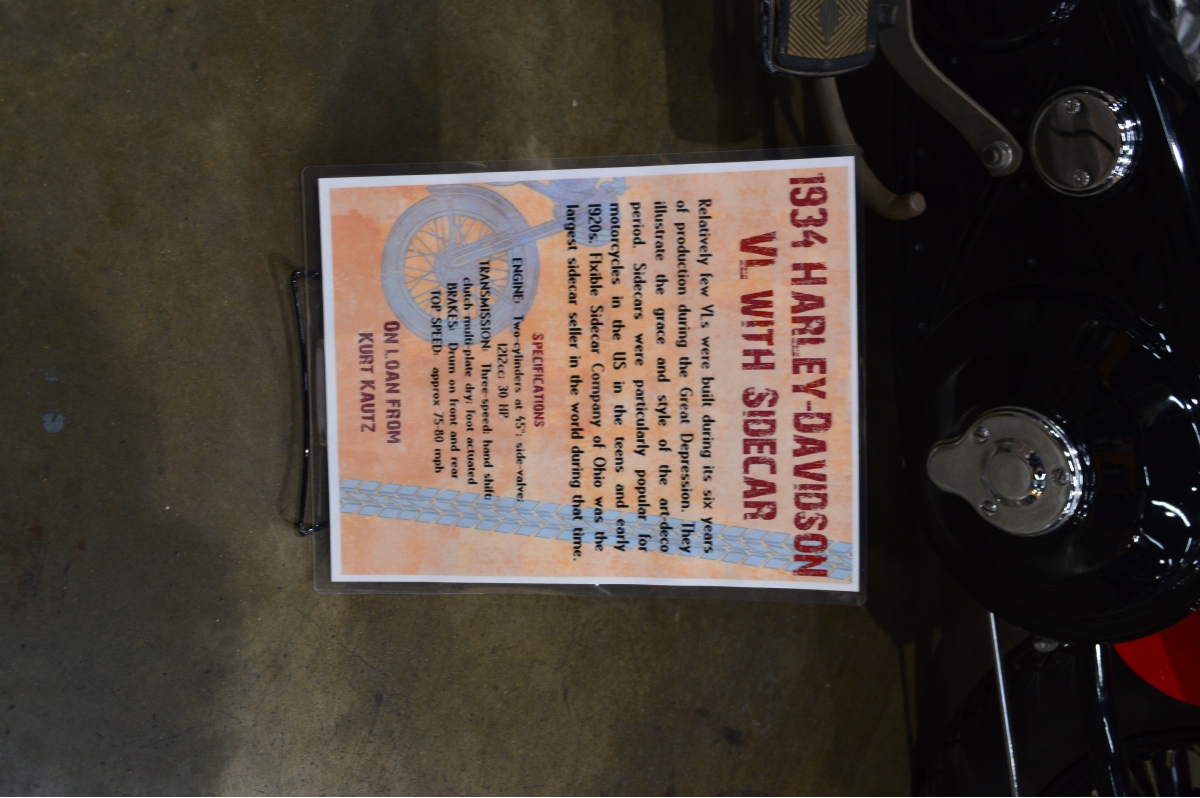 1934 HARLEY-DAVIDSON
VL WITH SIDECAR
Relatively few VLs were built during its six years
of production during the Great Depression. They
illustrate the grace and style of the art-deco
period. Sidecars were particularly popular for
motorcycles in the US in the teens and early
1920s. Flxible Sidecar Company of Ohio was the
largest sidecar seller in the world during that time.
SPECIFICATIONS
ENGINE: Two-cylinders at 45°; side-valve;
1212cc; 30 HP
TRANSMISSION: Three-speed; hand shift;
clutch multi-plate dry; foot actuated
BRAKES: Drum on front and rear
TOP SPEED: approx 75-80 mph
ON LOAN FROM
KURT KAUTZ